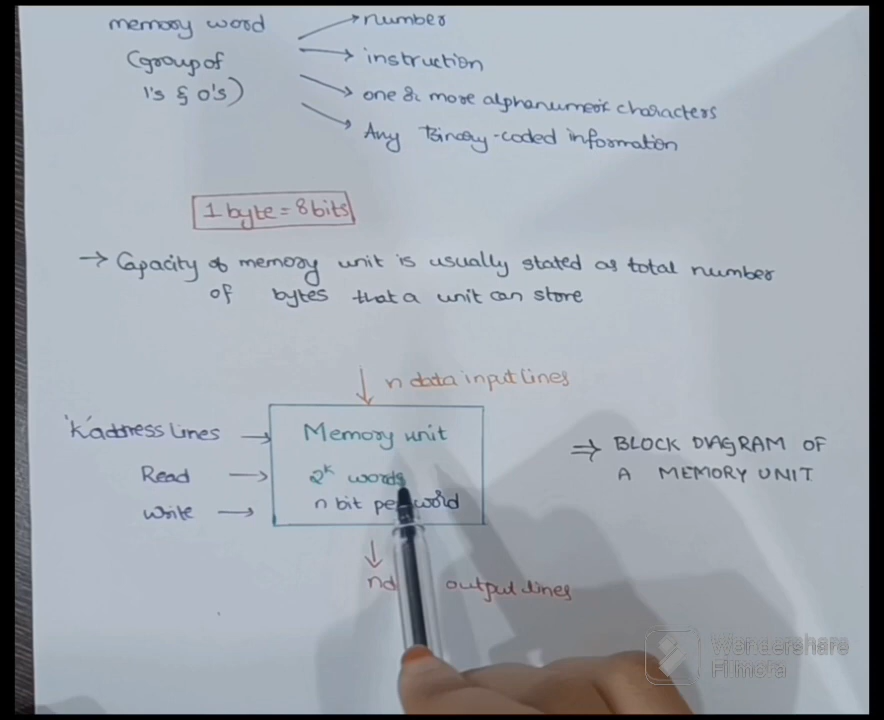 memory word
(group of
1's & 0's)
→ number
→ instruction
→ one & more alphanumeric characters
→ Any Binary-coded information
1 byte = 8 bits
→ Capacity of memory unit is usually stated as total number
of bytes that a unit can store
↓ n data input lines
'K' address lines →
Read →
Write →
Memory unit
2^k words
n bit per word
⇒ BLOCK DIAGRAM OF
A MEMORY UNIT
↓
output lines
Wondershare
Filmora